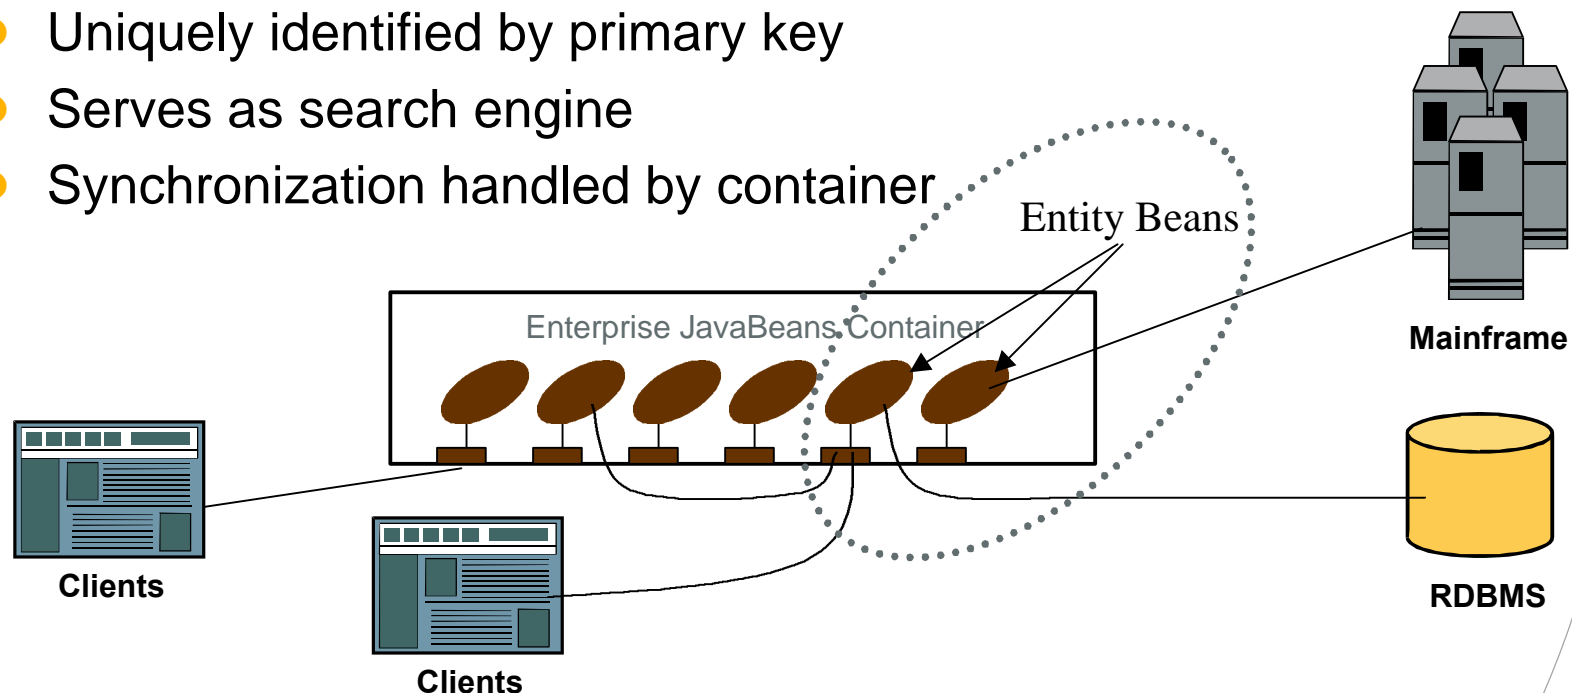 Uniquely identified by primary key
Serves as search engine
Synchronization handled by container
Entity Beans
Enterprise JavaBeans Container
Mainframe
Clients
RDBMS
Clients